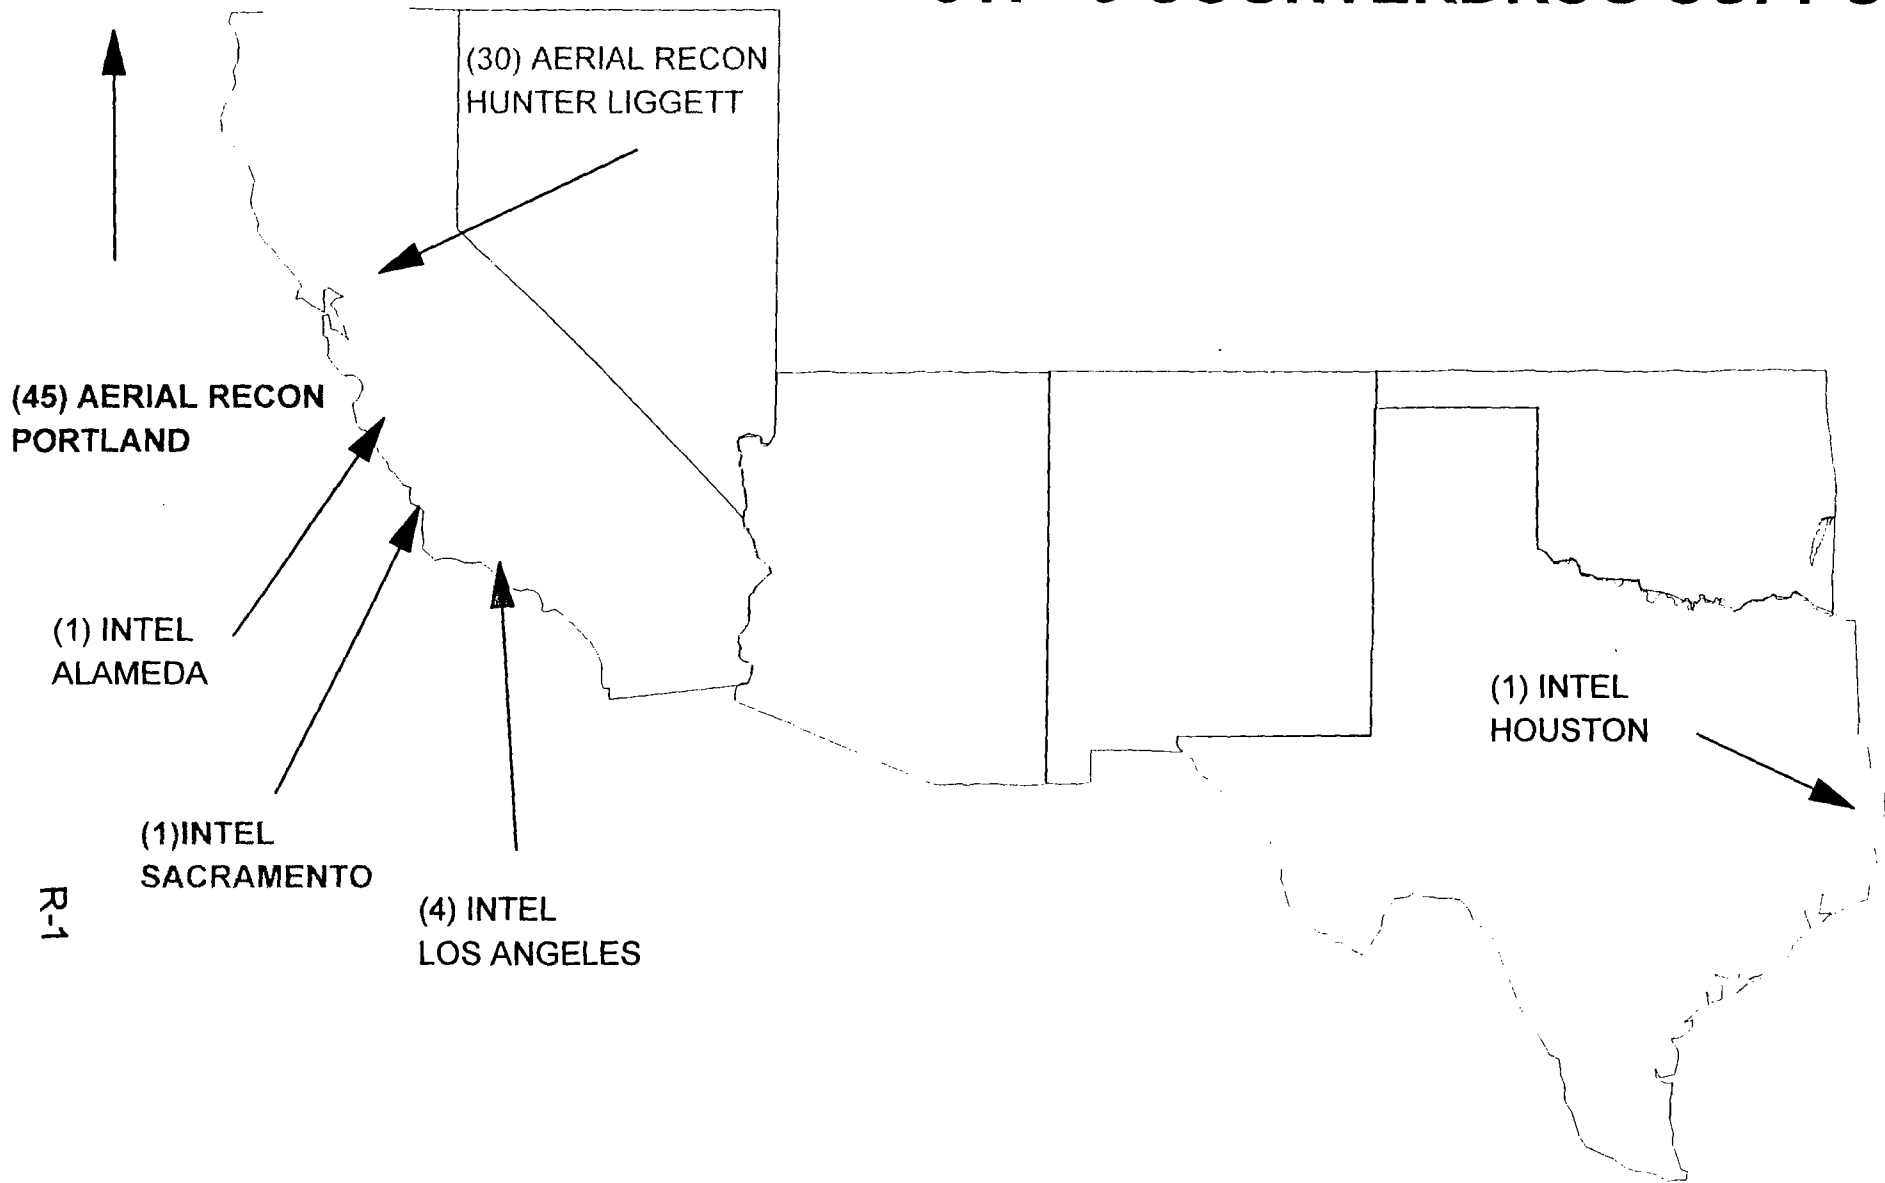 (30) AERIAL RECON
HUNTER LIGGETT
(45) AERIAL RECON
PORTLAND
(1) INTEL
ALAMEDA
(1) INTEL
HOUSTON
(1)INTEL
SACRAMENTO
(4) INTEL
LOS ANGELES
R-1